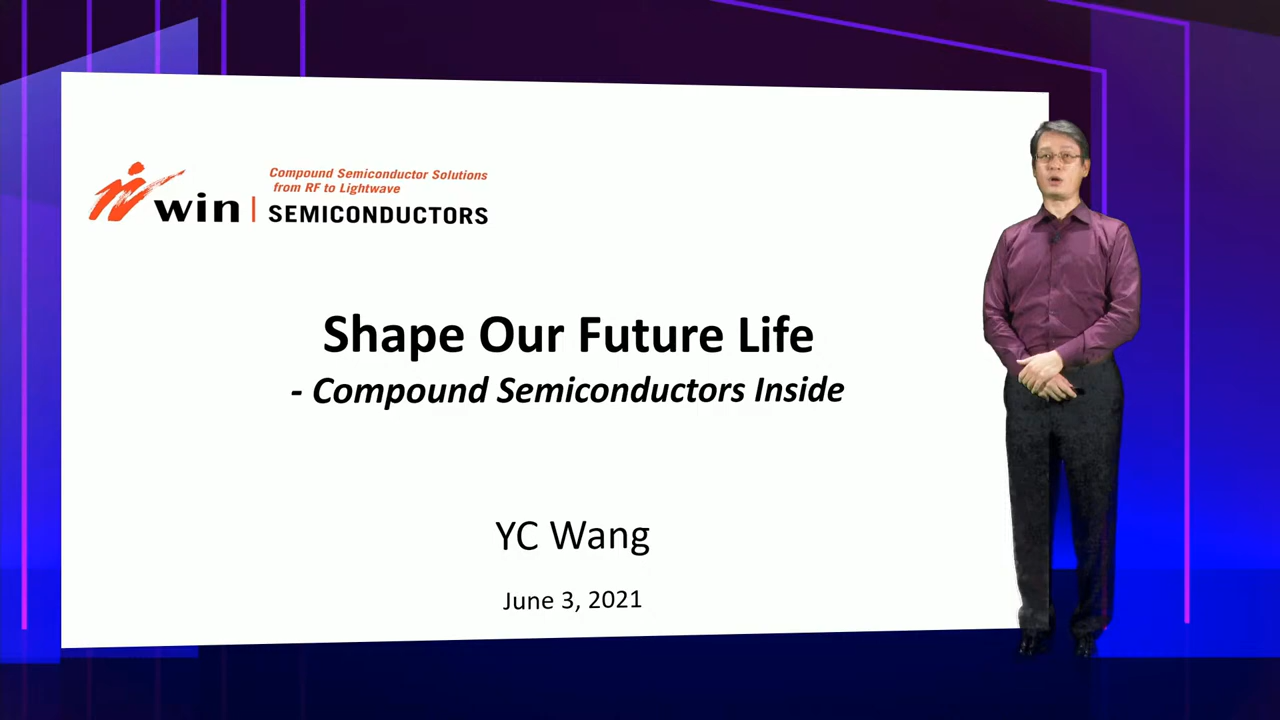 Compound Semiconductor Solutions
from RF to Lightwave
win | SEMICONDUCTORS
Shape Our Future Life
- Compound Semiconductors Inside
YC Wang
June 3, 2021